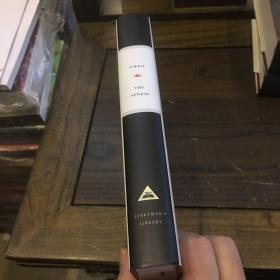 VIRGIL
THE
AENEID
EVERYMAN'S
LIBRARY